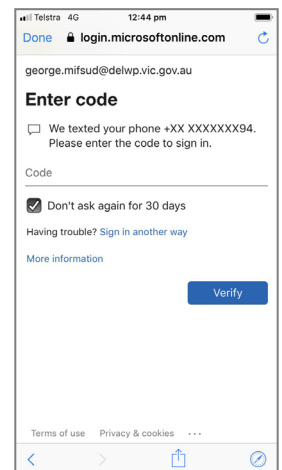 Telstra 4G 12:44 pm
Done login.microsoftonline.com
george.mifsud@delwp.vic.gov.au
Enter code
We texted your phone +XX XXXXXXX94.
Please enter the code to sign in.
Code
Don't ask again for 30 days
Having trouble? Sign in another way
More information
Verify
Terms of use Privacy & cookies ...